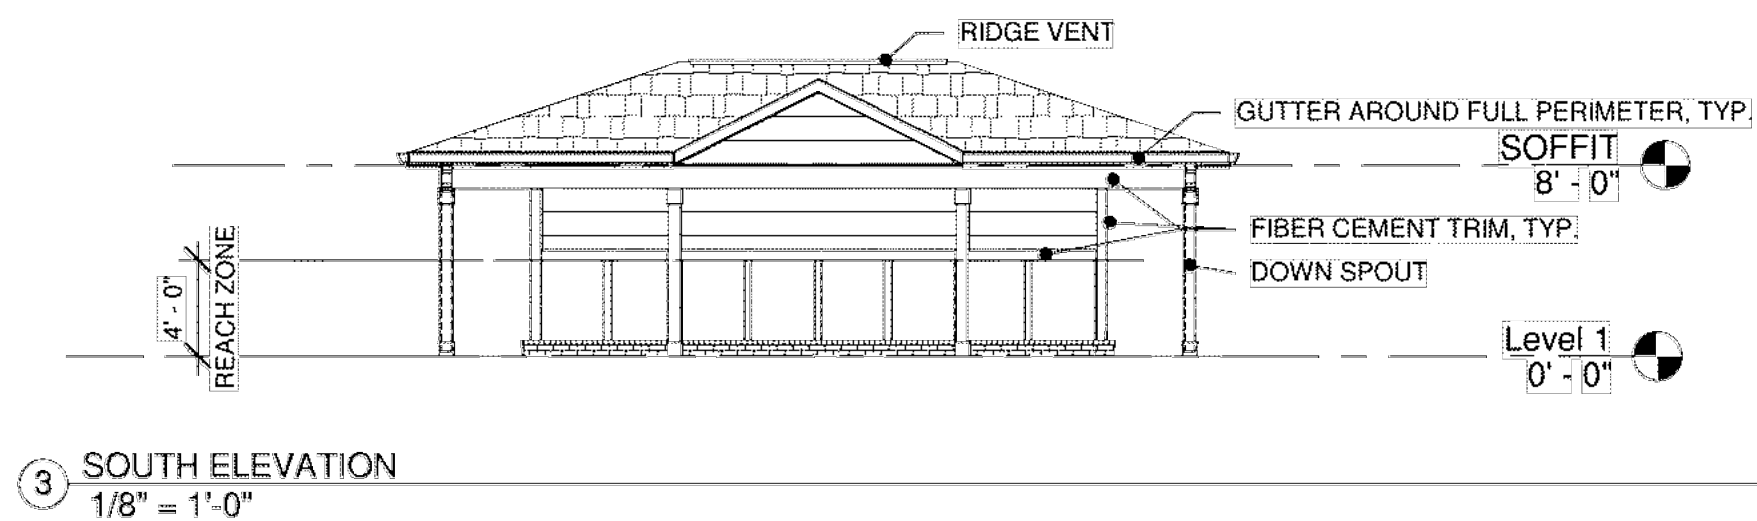 RIDGE VENT
GUTTER AROUND FULL PERIMETER, TYP.
SOFFIT
8' - 0"
FIBER CEMENT TRIM, TYP.
DOWN SPOUT
4' - 0"
REACH ZONE
Level 1
0' - 0"
3
SOUTH ELEVATION
1/8" = 1'-0"